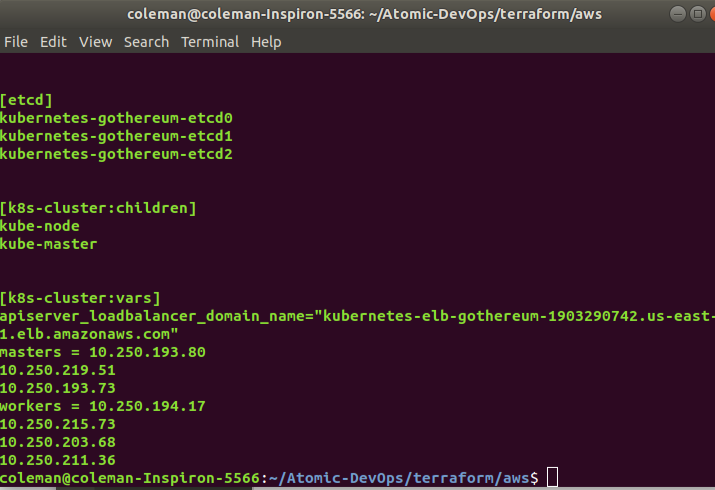 coleman@coleman-Inspiron-5566: ~/Atomic-DevOps/terraform/aws
File Edit View Search Terminal Help
[etcd]
kubernetes-gothereum-etcd0
kubernetes-gothereum-etcd1
kubernetes-gothereum-etcd2
[k8s-cluster:children]
kube-node
kube-master
[k8s-cluster:vars]
apiserver_loadbalancer_domain_name="kubernetes-elb-gothereum-1903290742.us-east-
1.elb.amazonaws.com"
masters = 10.250.193.80
10.250.219.51
10.250.193.73
workers = 10.250.194.17
10.250.215.73
10.250.203.68
10.250.211.36
coleman@coleman-Inspiron-5566:~/Atomic-DevOps/terraform/aws$